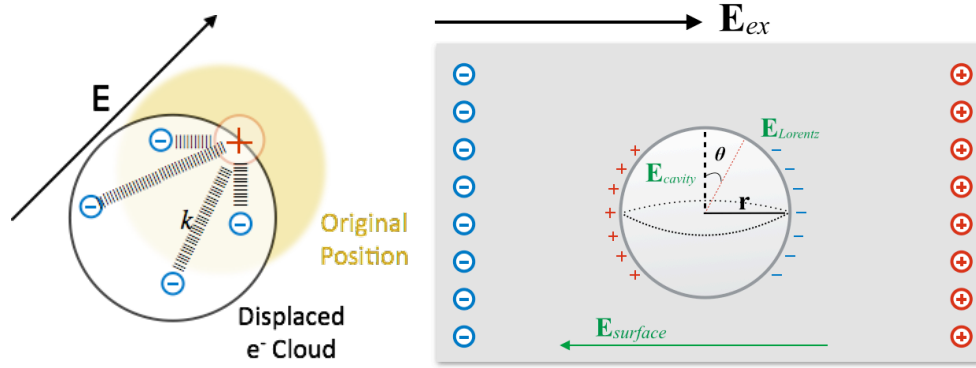 E
k
Original
Position
Displaced
e⁻ Cloud
E_ex
E_Lorentz
θ
E_cavity
r
E_surface